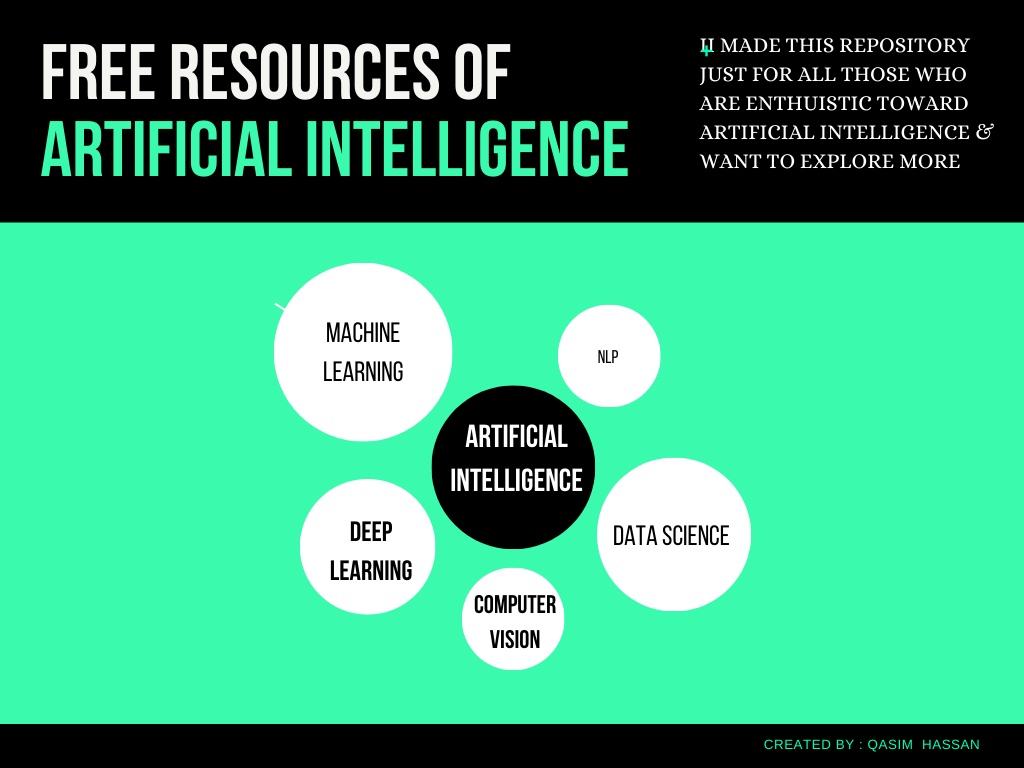 FREE RESOURCES OF
ARTIFICIAL INTELLIGENCE
II MADE THIS REPOSITORY
JUST FOR ALL THOSE WHO
ARE ENTHUISTIC TOWARD
ARTIFICIAL INTELLIGENCE &
WANT TO EXPLORE MORE
MACHINE
LEARNING
NLP
ARTIFICIAL
INTELLIGENCE
DEEP
LEARNING
DATA SCIENCE
COMPUTER
VISION
CREATED BY : QASIM HASSAN